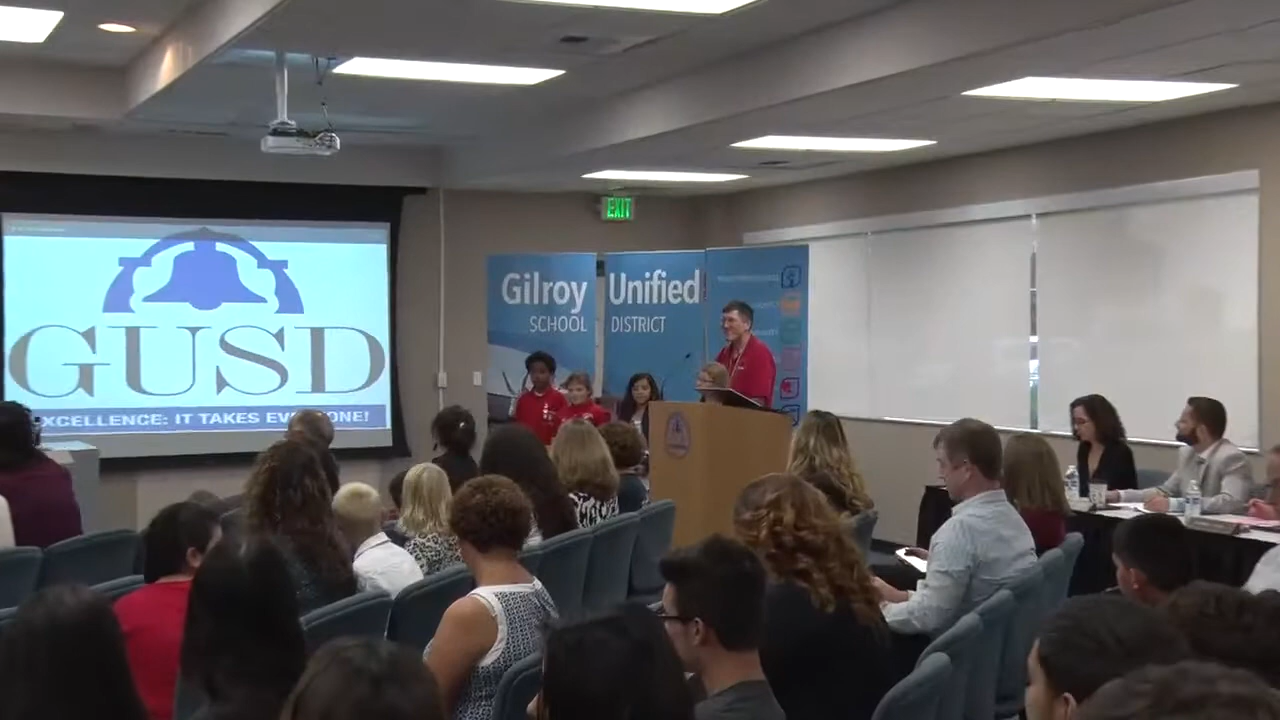 EXIT
Gilroy Unified
SCHOOL DISTRICT
GUSD
EXCELLENCE: IT TAKES EVERYONE!